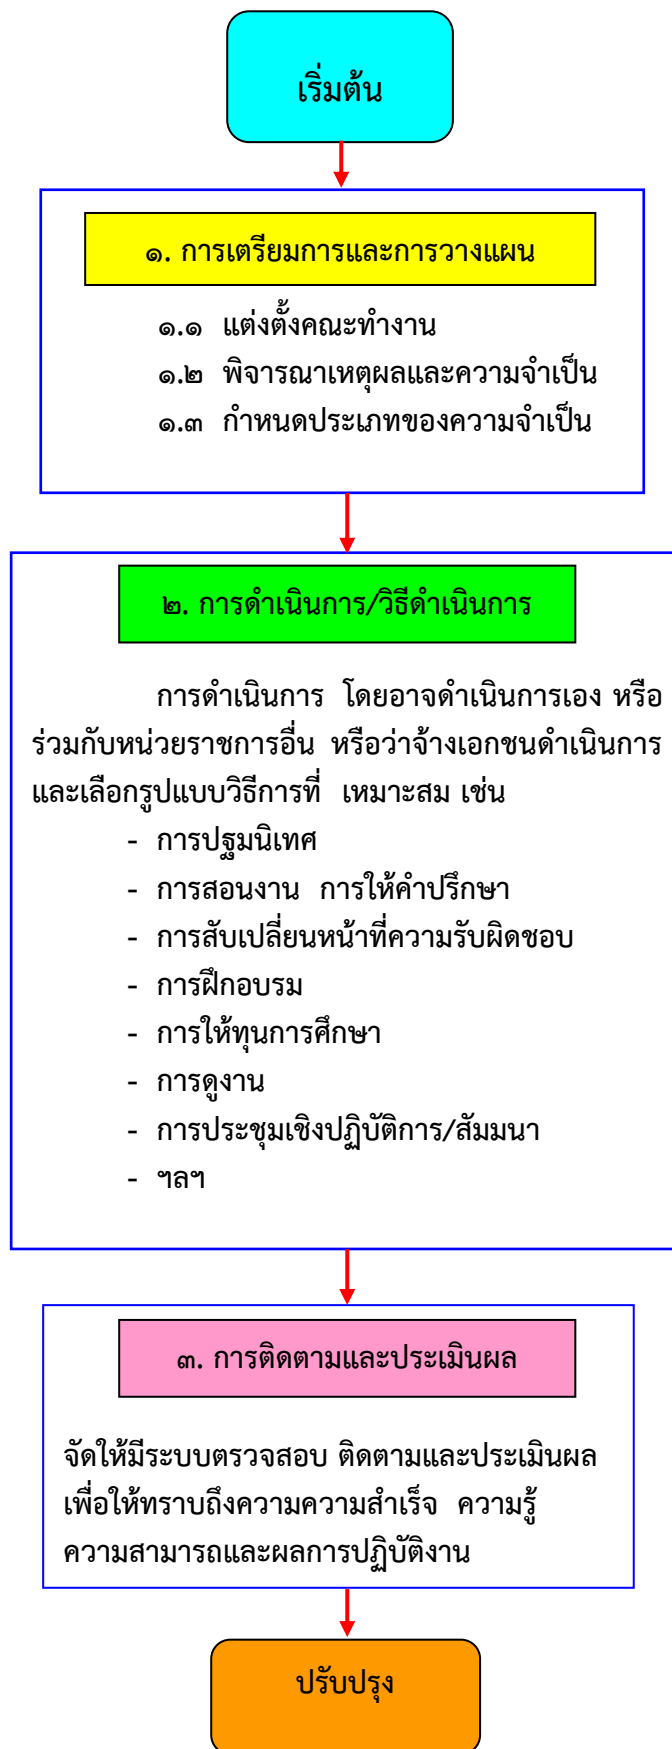 เริ่มต้น
๑. การเตรียมการและการวางแผน
๑.๑ แต่งตั้งคณะทำงาน
๑.๒ พิจารณาเหตุผลและความจำเป็น
๑.๓ กำหนดประเภทของความจำเป็น
๒. การดำเนินการ/วิธีดำเนินการ
การดำเนินการ โดยอาจดำเนินการเอง หรือ
ร่วมกับหน่วยราชการอื่น หรือว่าจ้างเอกชนดำเนินการ
และเลือกรูปแบบวิธีการที่ เหมาะสม เช่น
- การปฐมนิเทศ
- การสอนงาน การให้คำปรึกษา
- การสับเปลี่ยนหน้าที่ความรับผิดชอบ
- การฝึกอบรม
- การให้ทุนการศึกษา
- การดูงาน
- การประชุมเชิงปฏิบัติการ/สัมมนา
- ฯลฯ
๓. การติดตามและประเมินผล
จัดให้มีระบบตรวจสอบ ติดตามและประเมินผล
เพื่อให้ทราบถึงความความสำเร็จ ความรู้
ความสามารถและผลการปฏิบัติงาน
ปรับปรุง